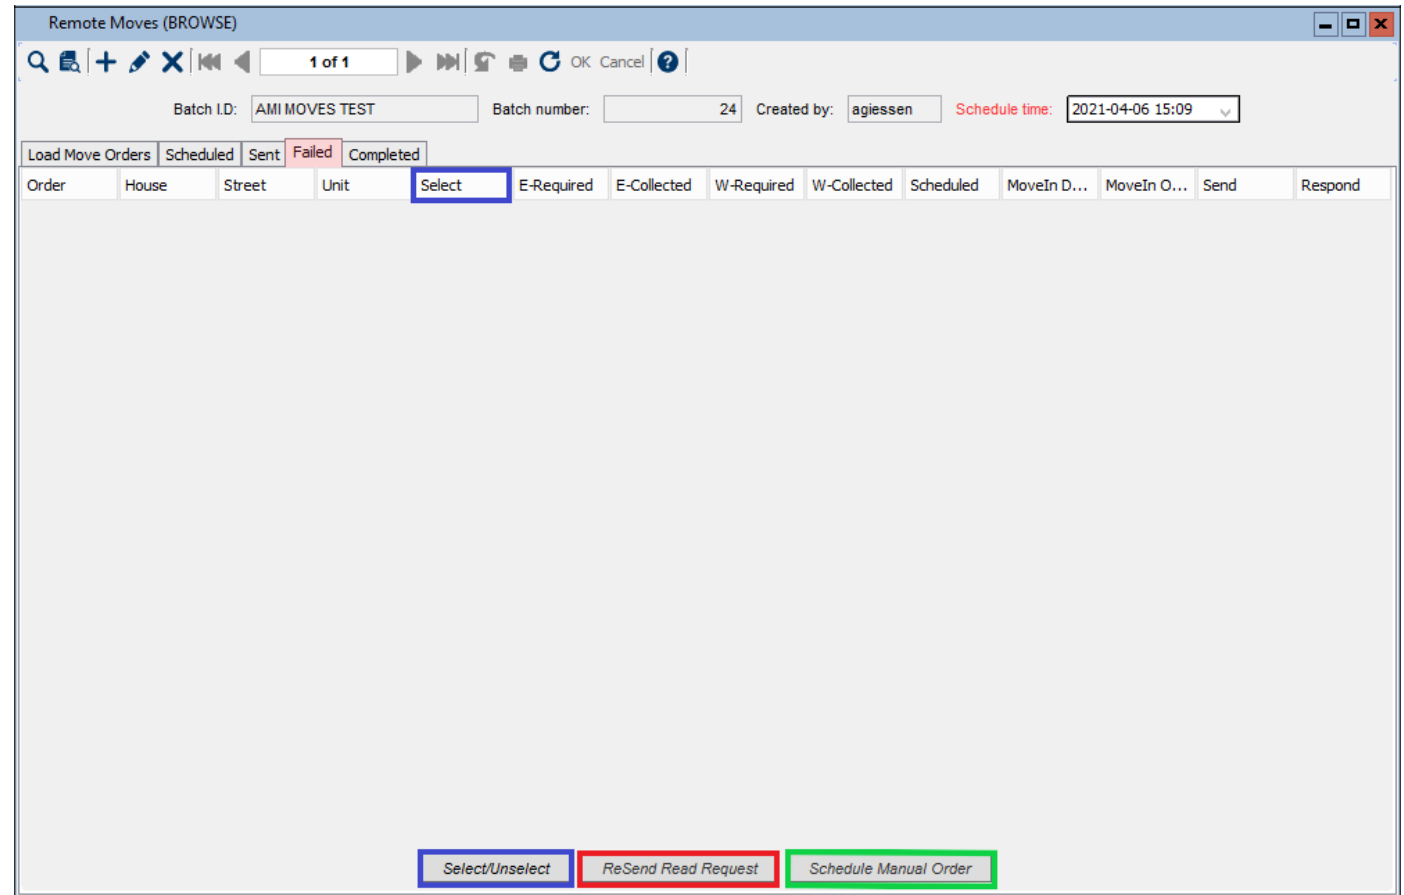 Remote Moves (BROWSE)
1 of 1 OK Cancel
Batch I.D: AMI MOVES TEST Batch number: 24 Created by: agiessen Schedule time: 2021-04-06 15:09
Load Move Orders Scheduled Sent Failed Completed
Order House Street Unit Select E-Required E-Collected W-Required W-Collected Scheduled MoveIn D... MoveIn O... Send Respond
Select/Unselect ReSend Read Request Schedule Manual Order